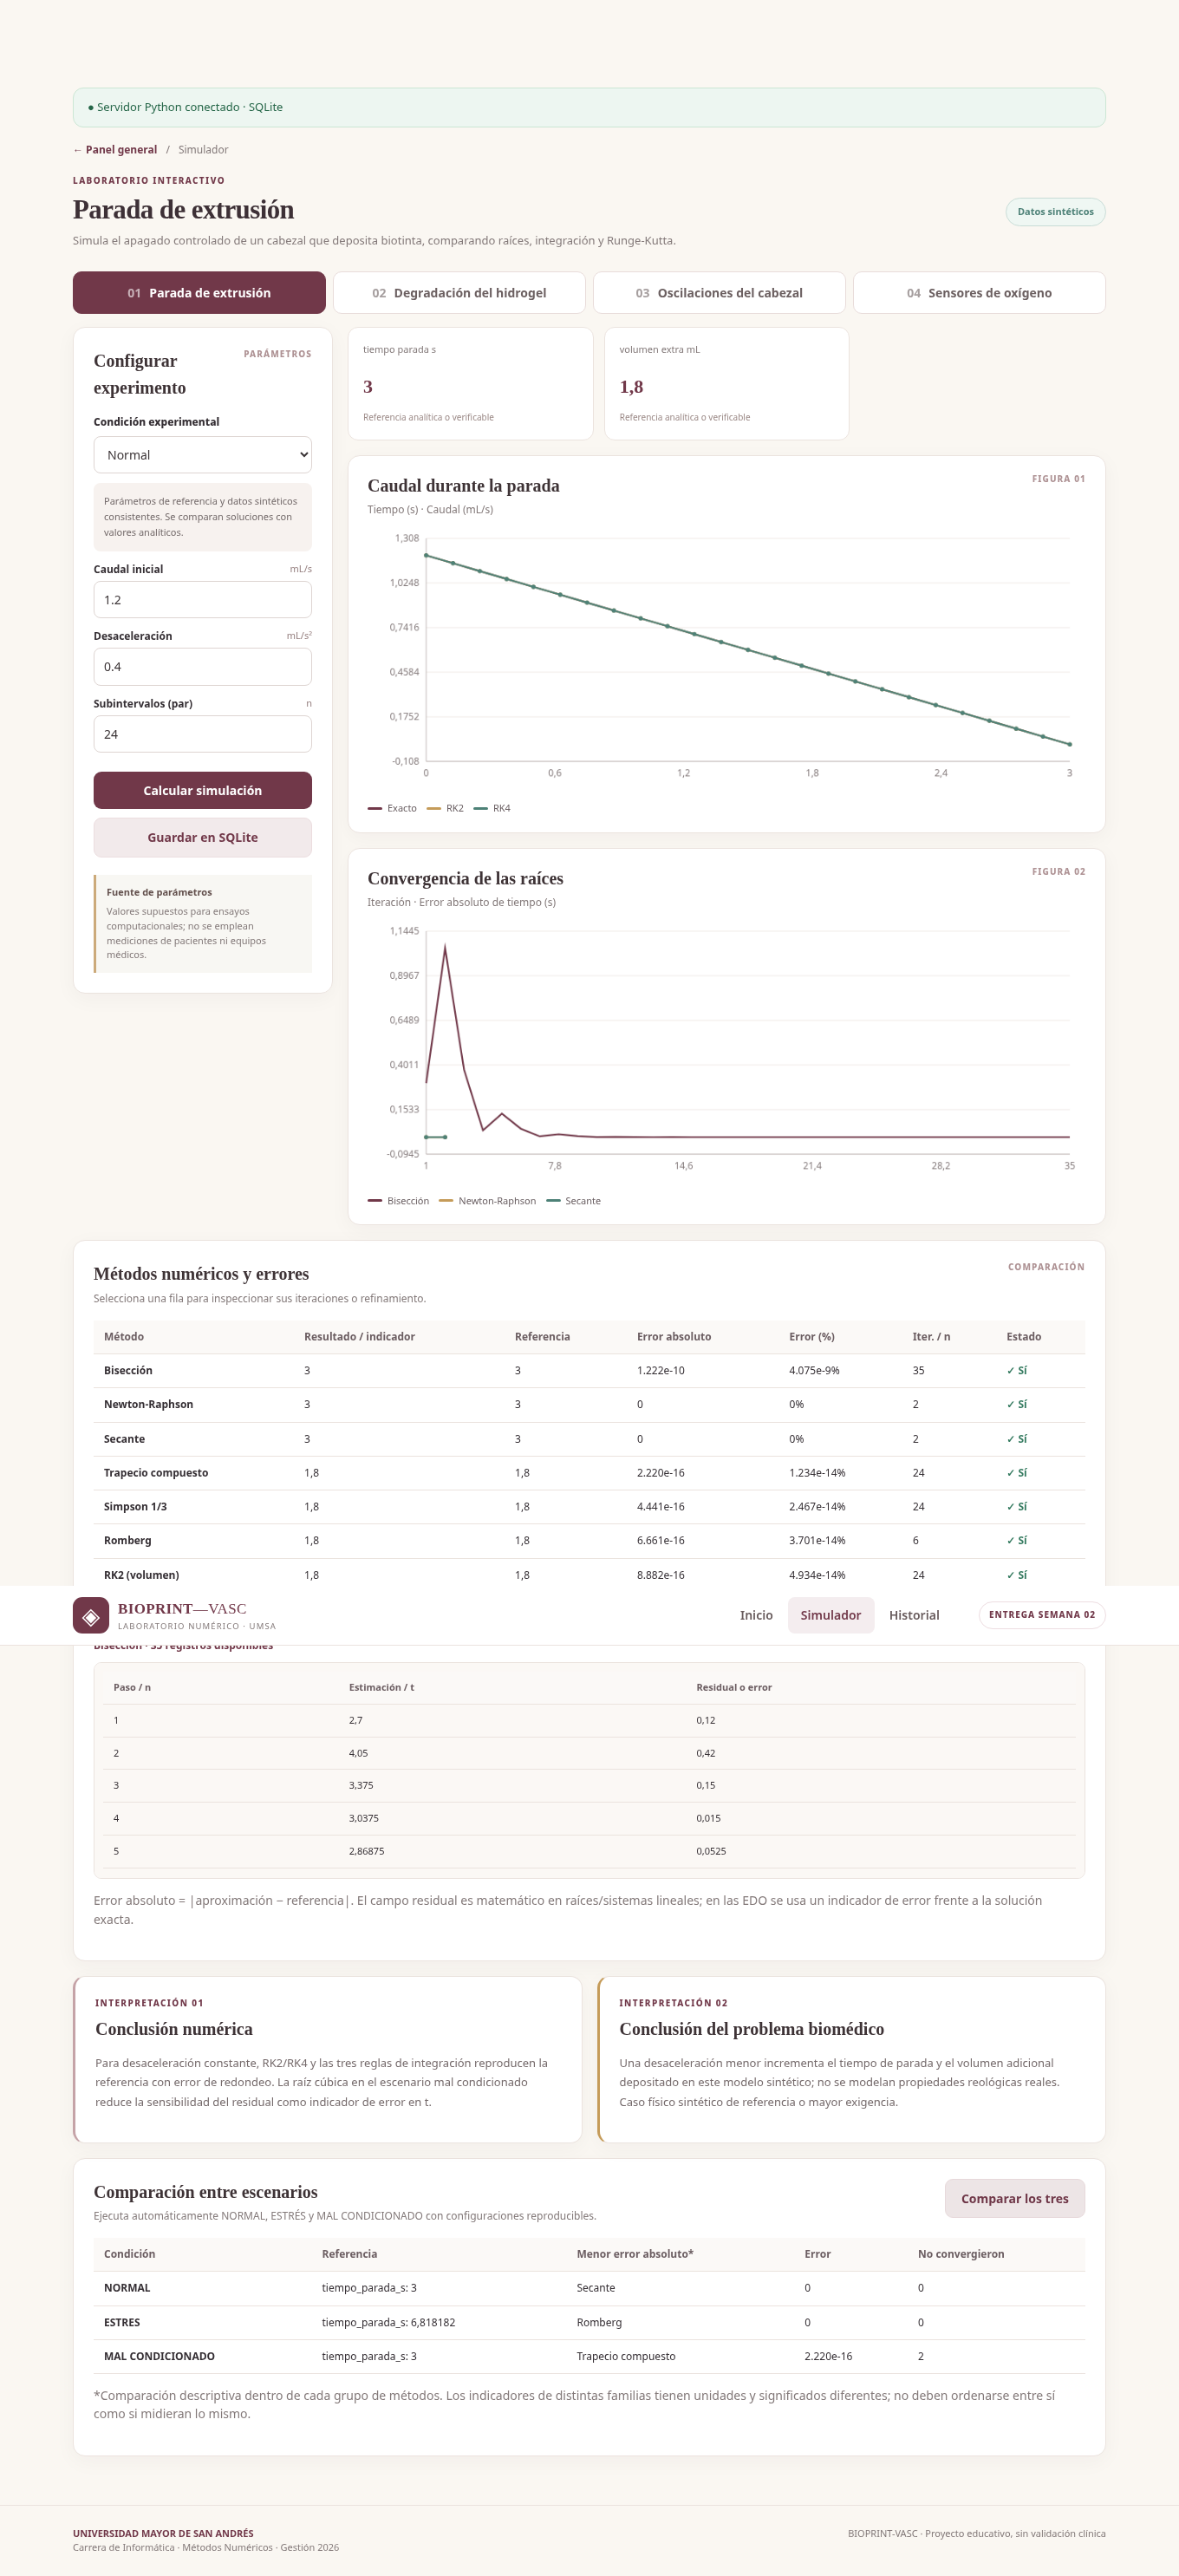 ● Servidor Python conectado · SQLite
← Panel general / Simulador
LABORATORIO INTERACTIVO
Parada de extrusión
Datos sintéticos
Simula el apagado controlado de un cabezal que deposita biotinta, comparando raíces, integración y Runge-Kutta.
01 Parada de extrusión
02 Degradación del hidrogel
03 Oscilaciones del cabezal
04 Sensores de oxígeno
Configurar
experimento
PARÁMETROS
Condición experimental
Normal
Parámetros de referencia y datos sintéticos
consistentes. Se comparan soluciones con
valores analíticos.
Caudal inicial mL/s
1.2
Desaceleración mL/s²
0.4
Subintervalos (par) n
24
Calcular simulación
Guardar en SQLite
Fuente de parámetros
Valores supuestos para ensayos
computacionales; no se emplean
mediciones de pacientes ni equipos
médicos.
tiempo parada s
3
Referencia analítica o verificable
volumen extra mL
1,8
Referencia analítica o verificable
Caudal durante la parada
FIGURA 01
Tiempo (s) · Caudal (mL/s)
1,308
1,0248
0,7416
0,4584
0,1752
-0,108
0 0,6 1,2 1,8 2,4 3
Exacto RK2 RK4
Convergencia de las raíces
FIGURA 02
Iteración · Error absoluto de tiempo (s)
1,1445
0,8967
0,6489
0,4011
0,1533
-0,0945
1 7,8 14,6 21,4 28,2 35
Bisección Newton-Raphson Secante
Métodos numéricos y errores
COMPARACIÓN
Selecciona una fila para inspeccionar sus iteraciones o refinamiento.
Método Resultado / indicador Referencia Error absoluto Error (%) Iter. / n Estado
Bisección 3 3 1.222e-10 4.075e-9% 35 ✓ Sí
Newton-Raphson 3 3 0 0% 2 ✓ Sí
Secante 3 3 0 0% 2 ✓ Sí
Trapecio compuesto 1,8 1,8 2.220e-16 1.234e-14% 24 ✓ Sí
Simpson 1/3 1,8 1,8 4.441e-16 2.467e-14% 24 ✓ Sí
Romberg 1,8 1,8 6.661e-16 3.701e-14% 6 ✓ Sí
RK2 (volumen) 1,8 1,8 8.882e-16 4.934e-14% 24 ✓ Sí
◈ BIOPRINT—VASC
LABORATORIO NUMÉRICO · UMSA
Inicio Simulador Historial ENTREGA SEMANA 02
Bisección · 35 registros disponibles
Paso / n Estimación / t Residual o error
1 2,7 0,12
2 4,05 0,42
3 3,375 0,15
4 3,0375 0,015
5 2,86875 0,0525
Error absoluto = |aproximación − referencia|. El campo residual es matemático en raíces/sistemas lineales; en las EDO se usa un indicador de error frente a la solución
exacta.
INTERPRETACIÓN 01
Conclusión numérica
Para desaceleración constante, RK2/RK4 y las tres reglas de integración reproducen la
referencia con error de redondeo. La raíz cúbica en el escenario mal condicionado
reduce la sensibilidad del residual como indicador de error en t.
INTERPRETACIÓN 02
Conclusión del problema biomédico
Una desaceleración menor incrementa el tiempo de parada y el volumen adicional
depositado en este modelo sintético; no se modelan propiedades reológicas reales.
Caso físico sintético de referencia o mayor exigencia.
Comparación entre escenarios
Ejecuta automáticamente NORMAL, ESTRÉS y MAL CONDICIONADO con configuraciones reproducibles.
Comparar los tres
Condición Referencia Menor error absoluto* Error No convergieron
NORMAL tiempo_parada_s: 3 Secante 0 0
ESTRES tiempo_parada_s: 6,818182 Romberg 0 0
MAL CONDICIONADO tiempo_parada_s: 3 Trapecio compuesto 2.220e-16 2
*Comparación descriptiva dentro de cada grupo de métodos. Los indicadores de distintas familias tienen unidades y significados diferentes; no deben ordenarse entre sí
como si midieran lo mismo.
UNIVERSIDAD MAYOR DE SAN ANDRÉS
Carrera de Informática · Métodos Numéricos · Gestión 2026
BIOPRINT-VASC · Proyecto educativo, sin validación clínica